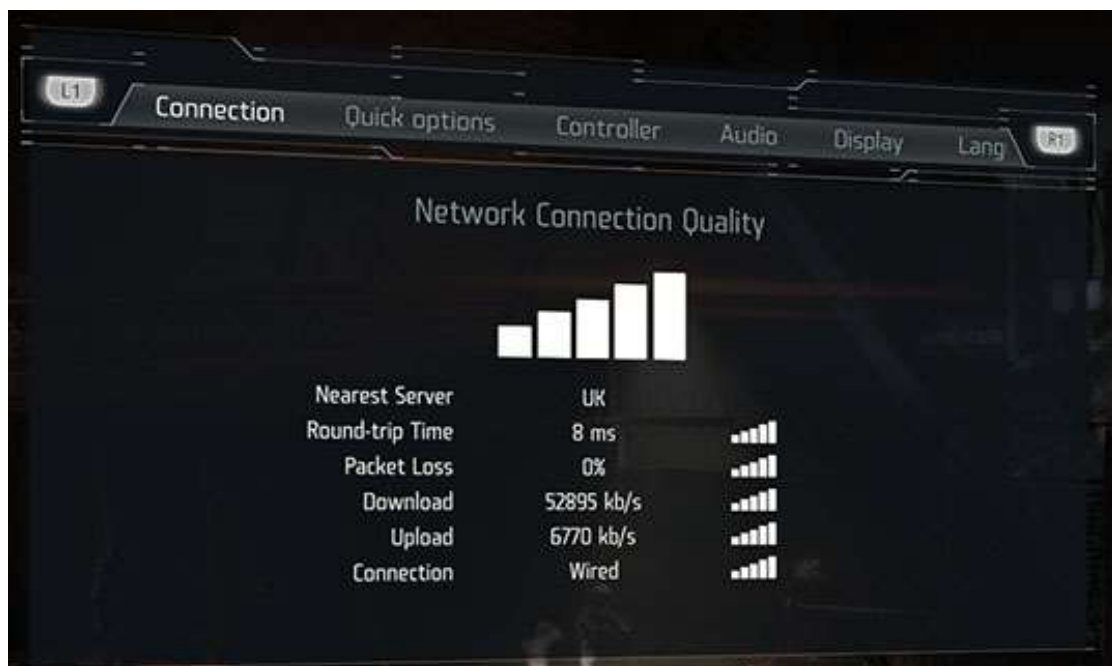 L1 Connection Quick options Controller Audio Display Lang R1
Network Connection Quality
Nearest Server UK
Round-trip Time 8 ms
Packet Loss 0%
Download 52895 kb/s
Upload 6770 kb/s
Connection Wired